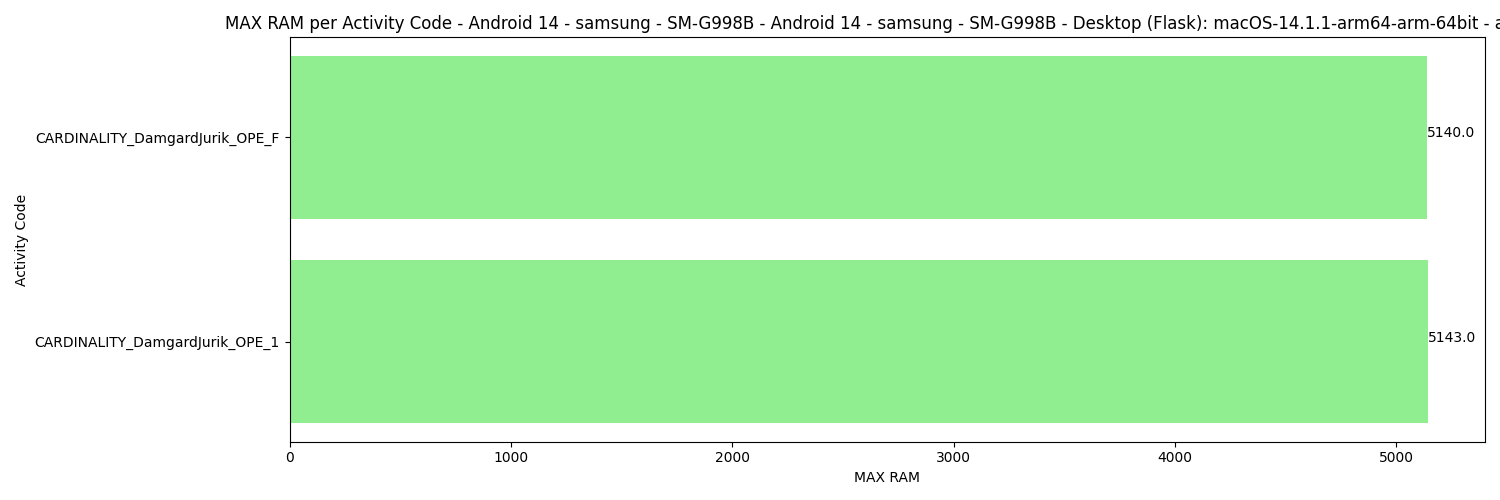 MAX RAM per Activity Code - Android 14 - samsung - SM-G998B - Android 14 - samsung - SM-G998B - Desktop (Flask): macOS-14.1.1-arm64-arm-64bit -
CARDINALITY_DamgardJurik_OPE_F
5140.0
Activity Code
CARDINALITY_DamgardJurik_OPE_1
5143.0
0 1000 2000 3000 4000 5000
MAX RAM